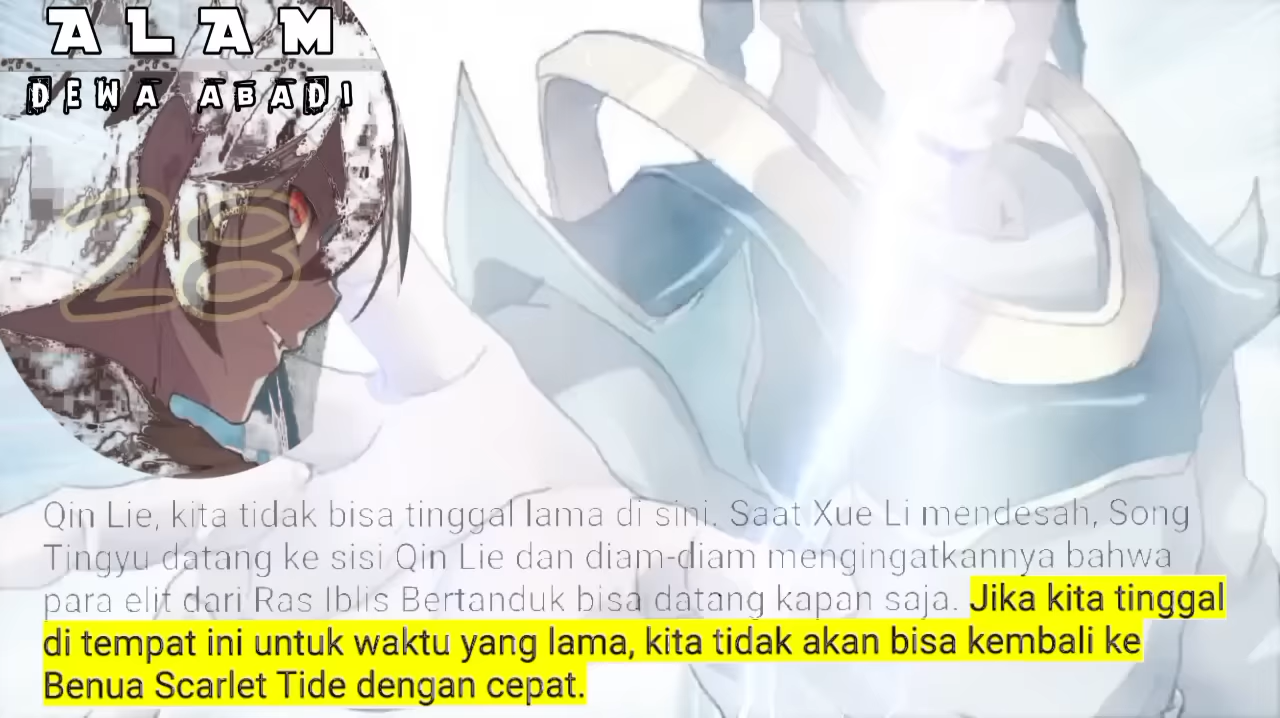 ALAM
DEWA ABADI
28
Qin Lie, kita tidak bisa tinggal lama di sini. Saat Xue Li mendesah, Song
Tingyu datang ke sisi Qin Lie dan diam-diam mengingatkannya bahwa
para elit dari Ras Iblis Bertanduk bisa datang kapan saja. Jika kita tinggal
di tempat ini untuk waktu yang lama, kita tidak akan bisa kembali ke
Benua Scarlet Tide dengan cepat.